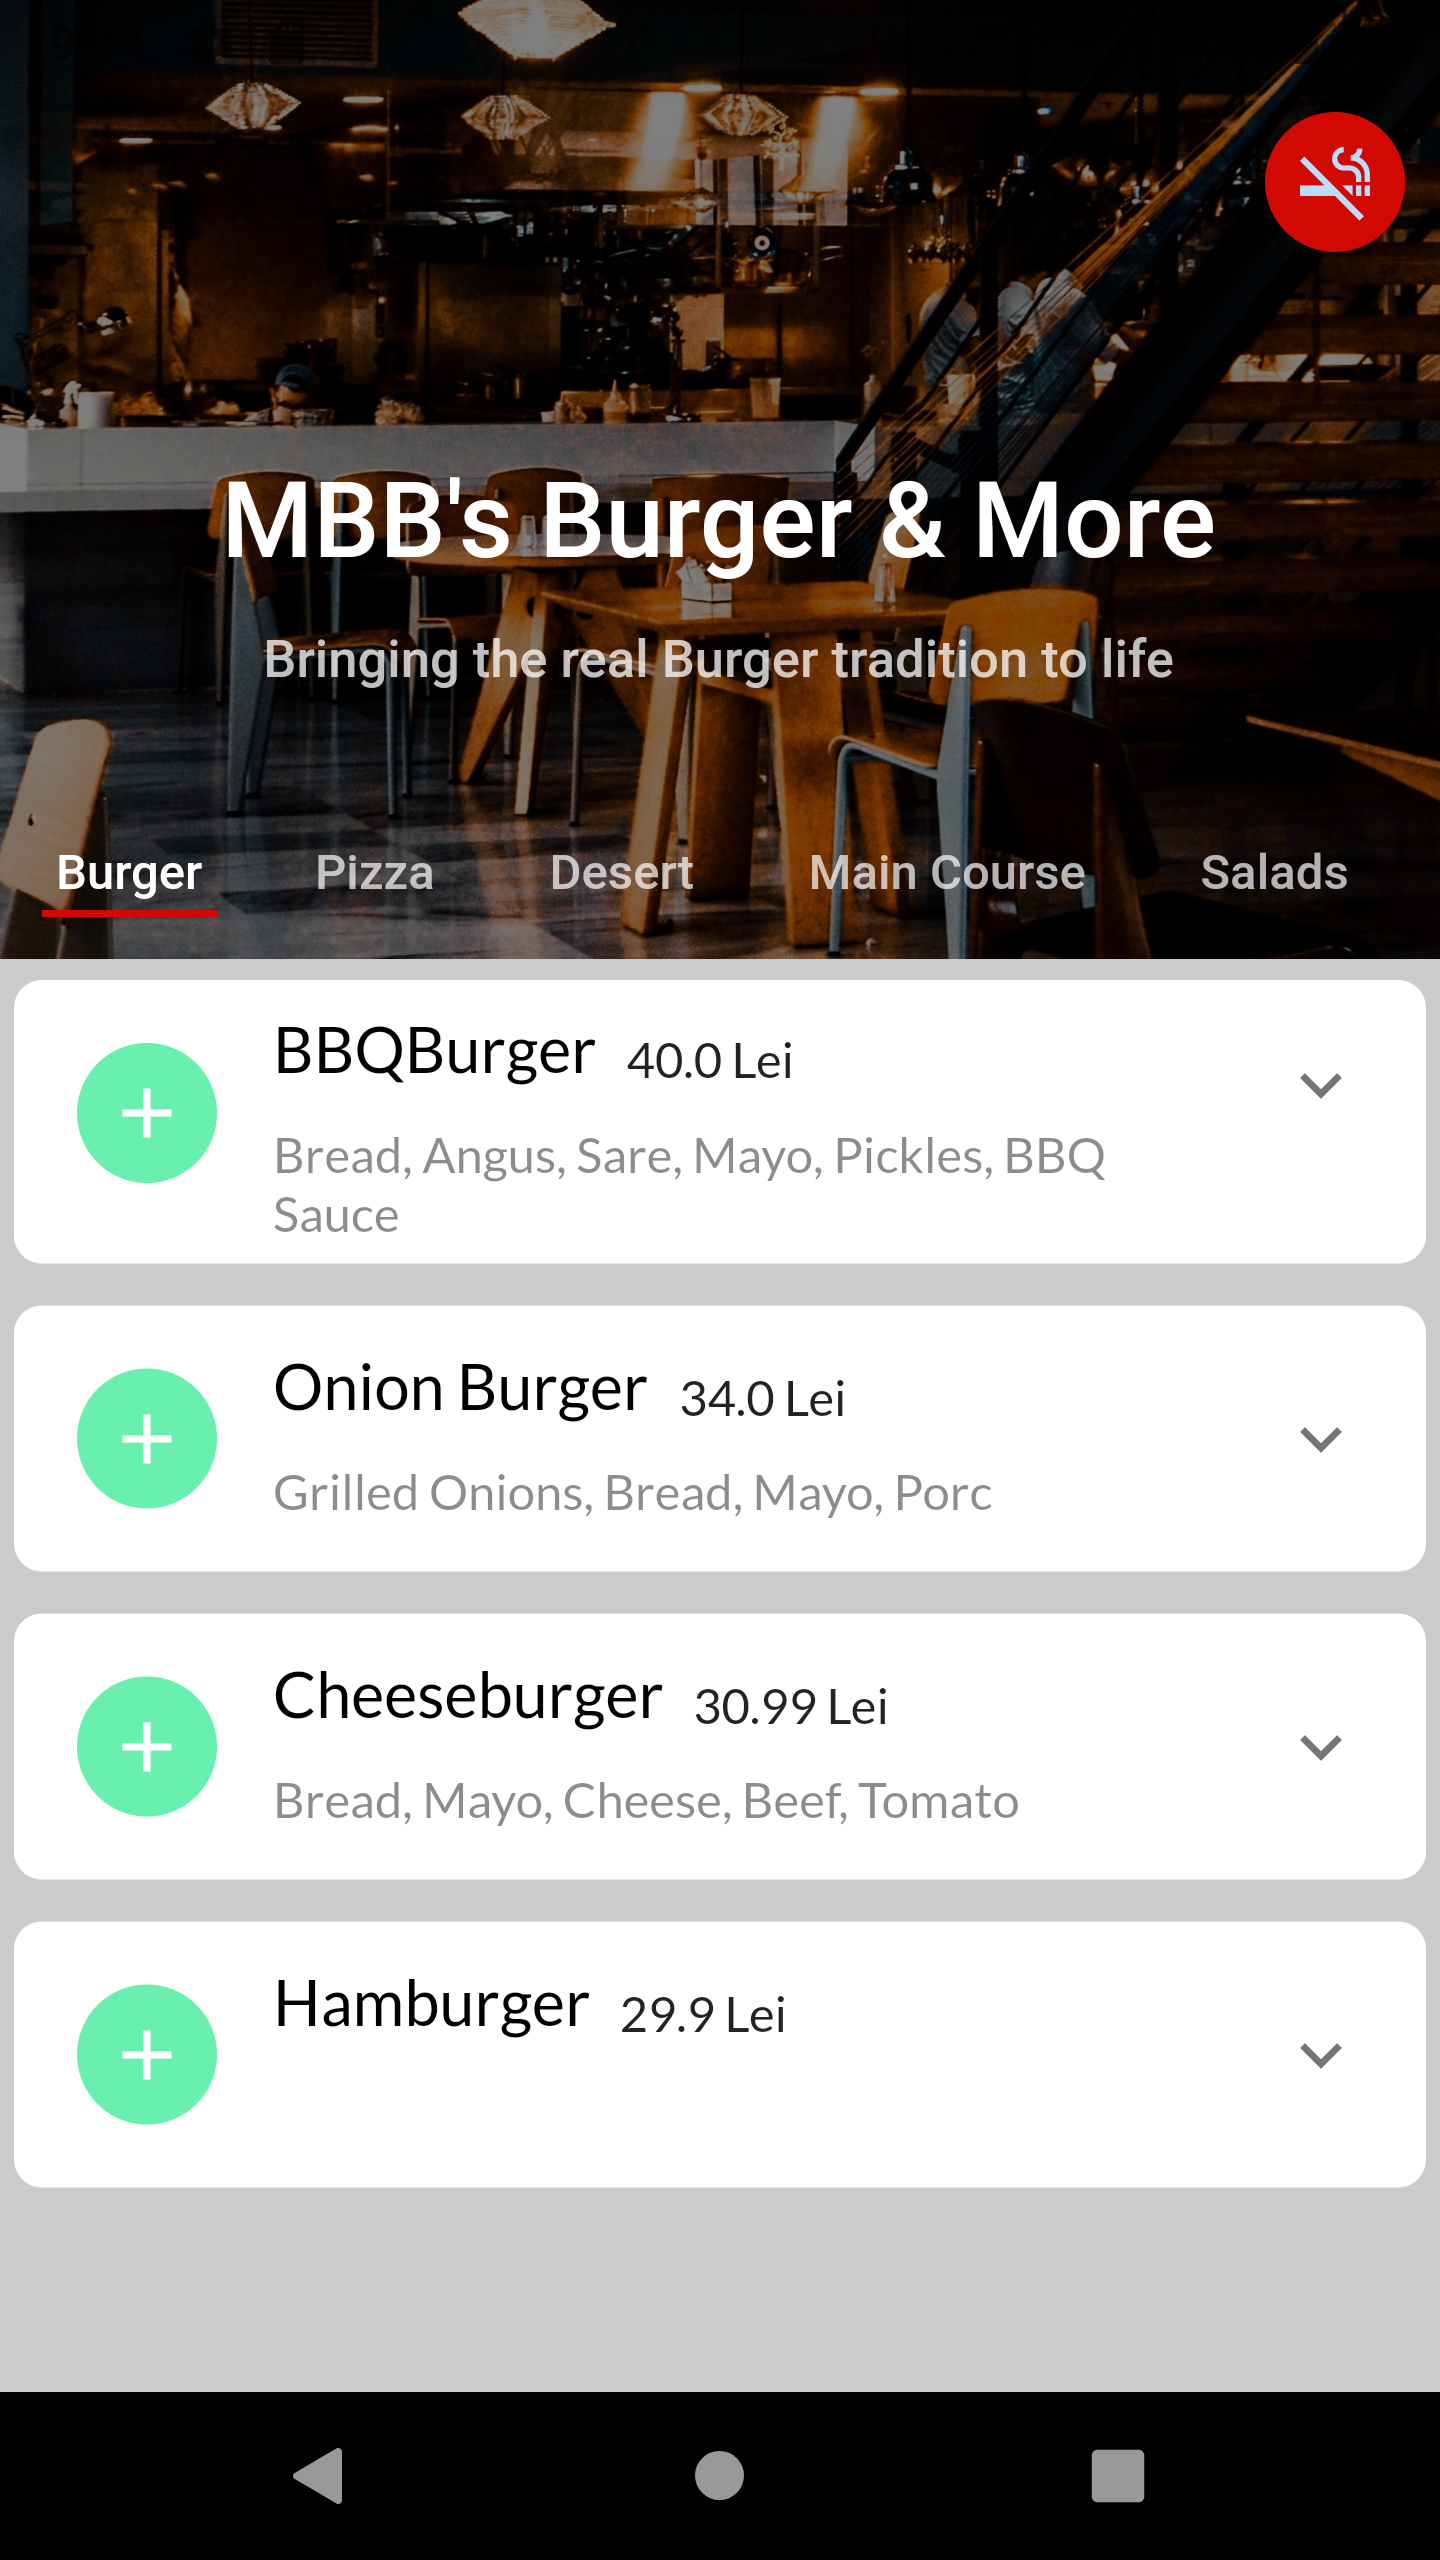 MBB's Burger & More
Bringing the real Burger tradition to life
Burger Pizza Desert Main Course Salads
BBQBurger 40.0 Lei
Bread, Angus, Sare, Mayo, Pickles, BBQ
Sauce
Onion Burger 34.0 Lei
Grilled Onions, Bread, Mayo, Porc
Cheeseburger 30.99 Lei
Bread, Mayo, Cheese, Beef, Tomato
Hamburger 29.9 Lei